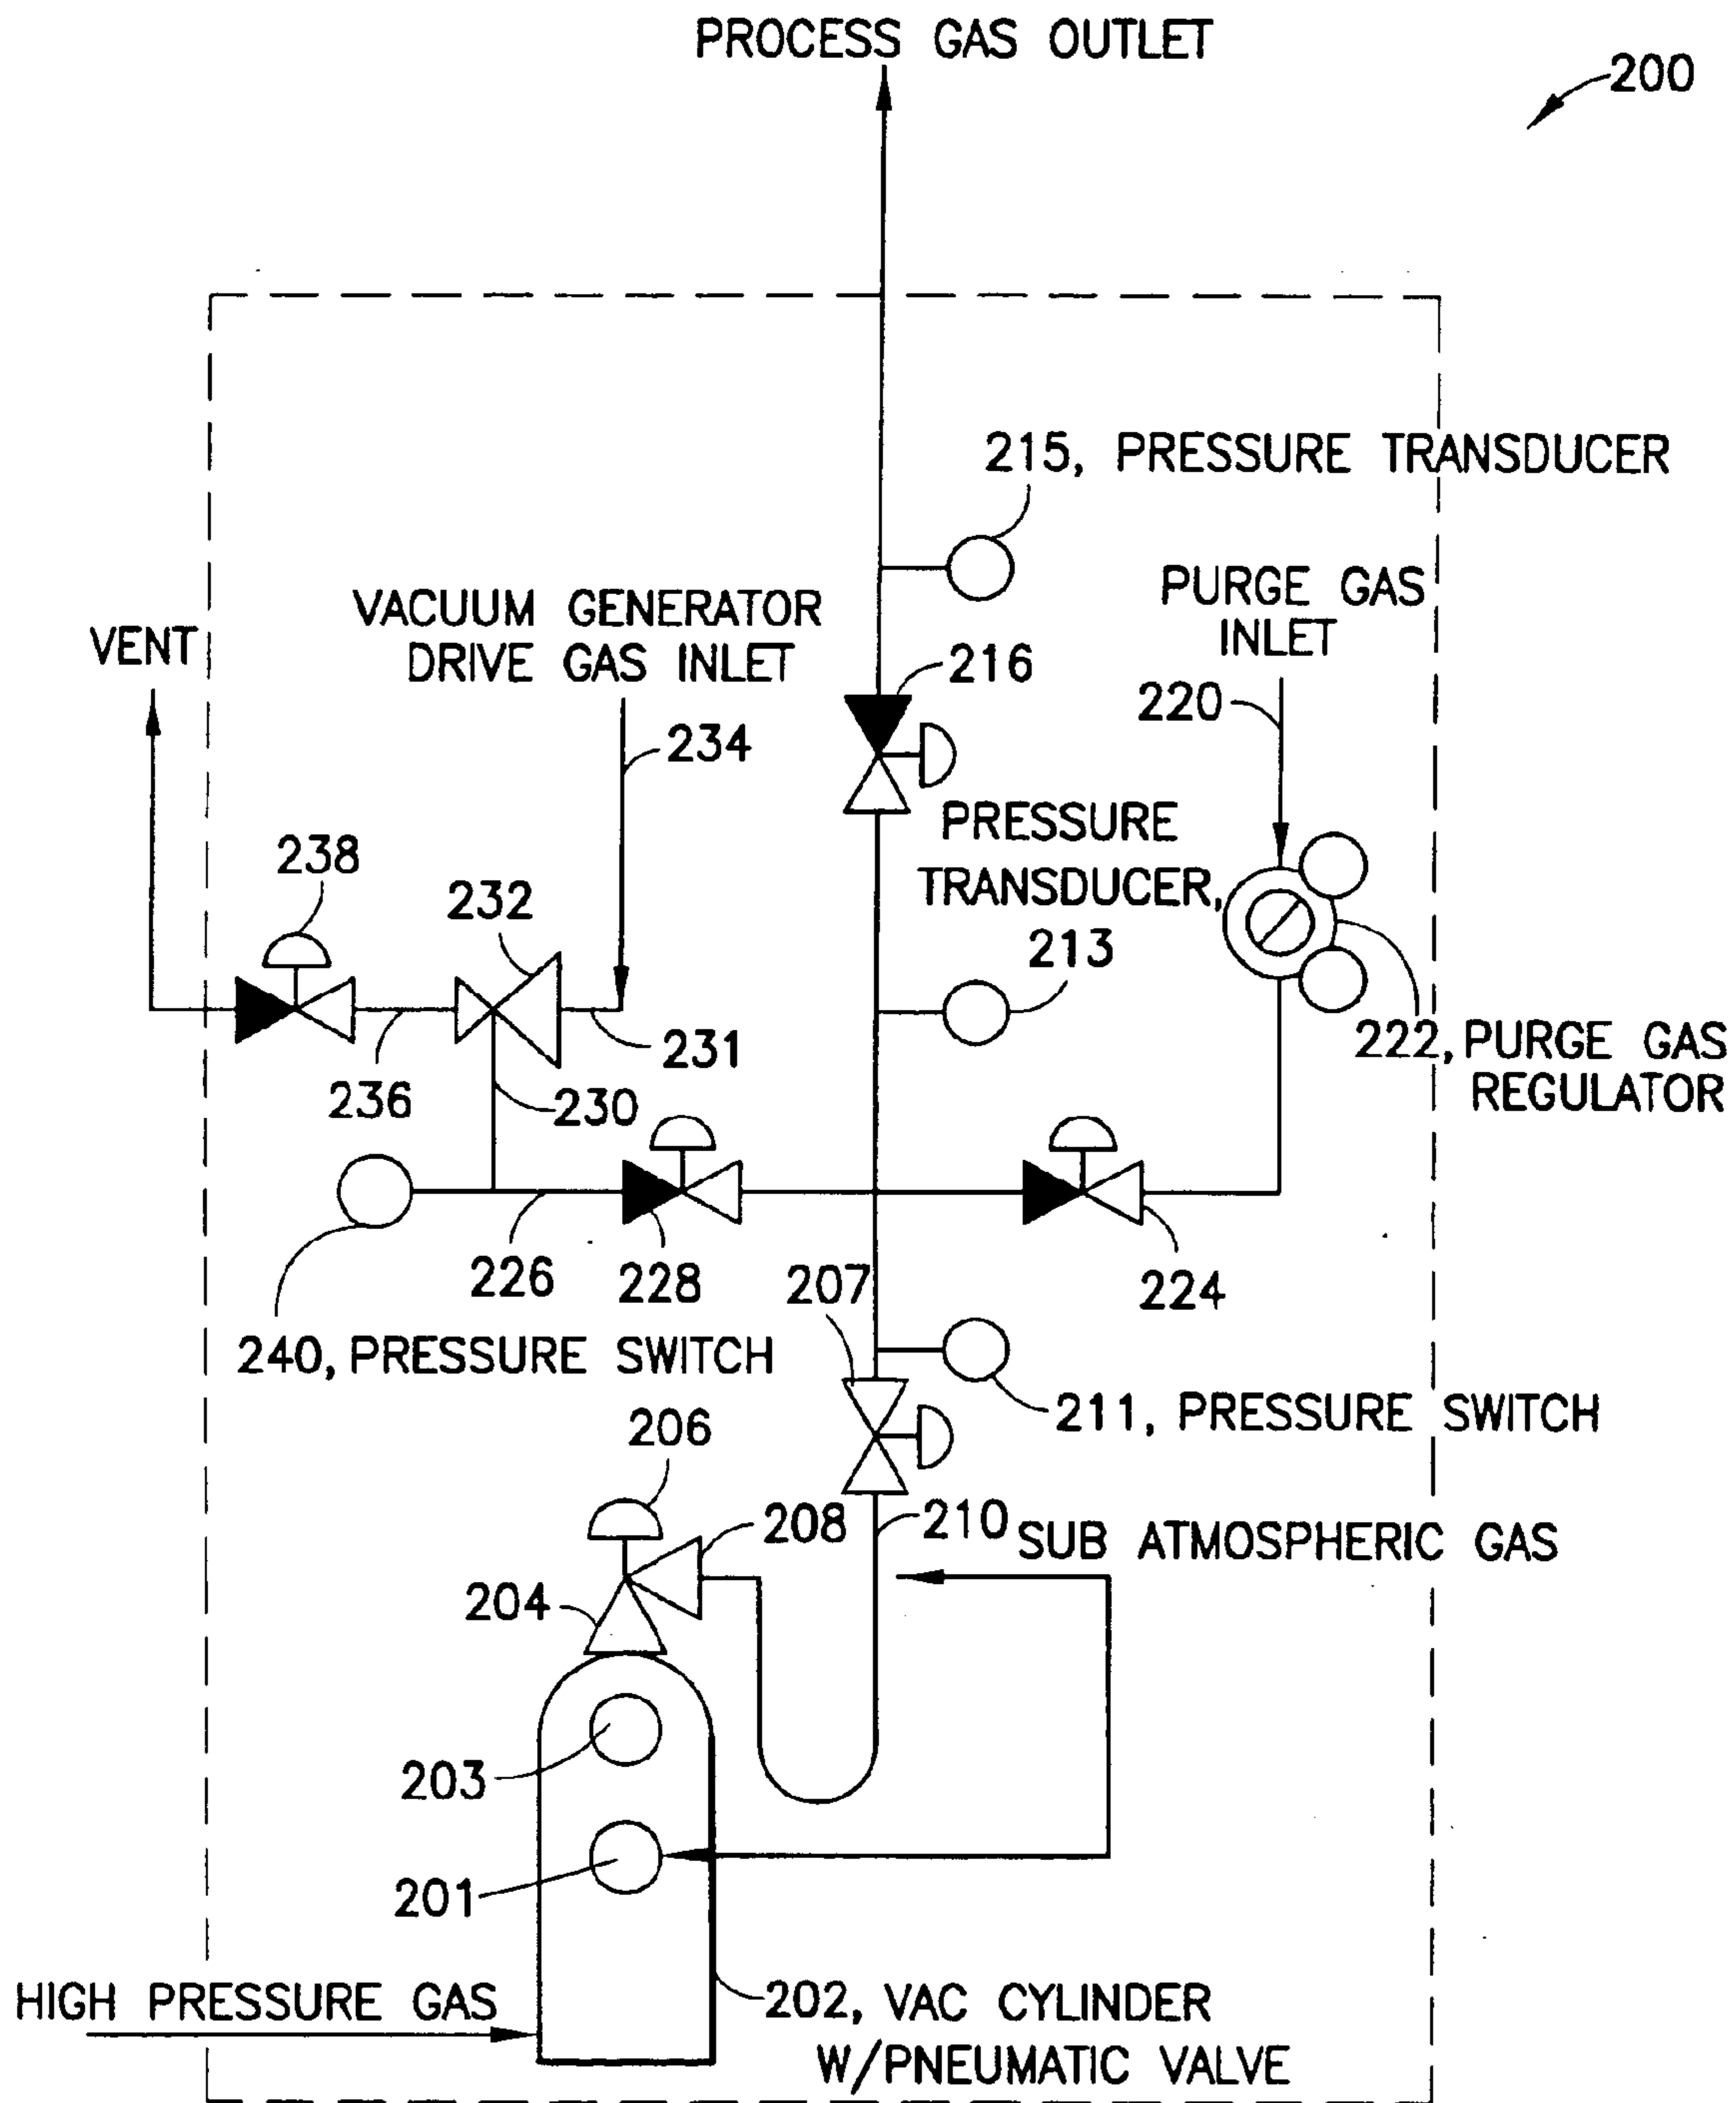 PROCESS GAS OUTLET
200
215, PRESSURE TRANSDUCER
PURGE GAS
INLET
VACUUM GENERATOR
DRIVE GAS INLET
VENT
216
220
234
PRESSURE
TRANSDUCER,
213
238
232
231
222, PURGE GAS
REGULATOR
236
230
226
228
207
224
240, PRESSURE SWITCH
211, PRESSURE SWITCH
206
208
210
SUB ATMOSPHERIC GAS
204
203
201
HIGH PRESSURE GAS
202, VAC CYLINDER
W/PNEUMATIC VALVE